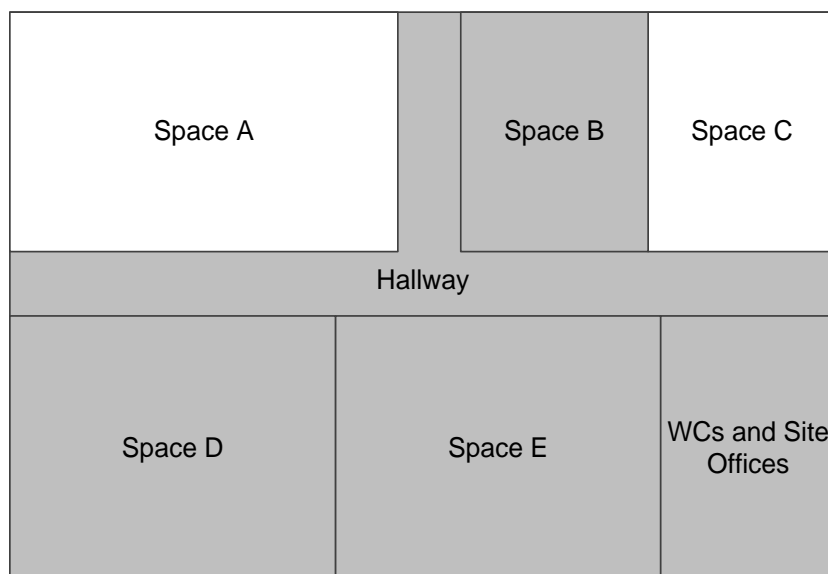 Space A
Space B
Space C
Hallway
Space D
Space E
WCs and Site
Offices